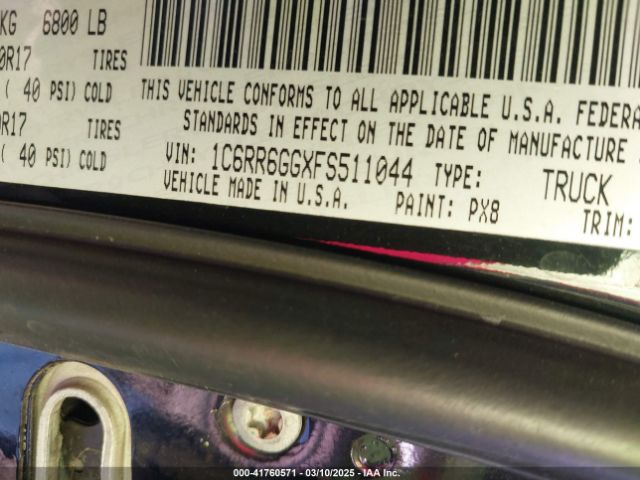 KG 6800 LB
0R17 TIRES
( 40 PSI) COLD
0R17 TIRES
( 40 PSI) COLD
THIS VEHICLE CONFORMS TO ALL APPLICABLE U.S.A. FEDERA
STANDARDS IN EFFECT ON THE DATE OF MANUFACTURE
VIN: 1C6RR6GGXFS511044 TYPE: TRUCK
VEHICLE MADE IN U.S.A. PAINT: PX8 TRIM:
000-41760571 — 03/10/2025 — IAA Inc.